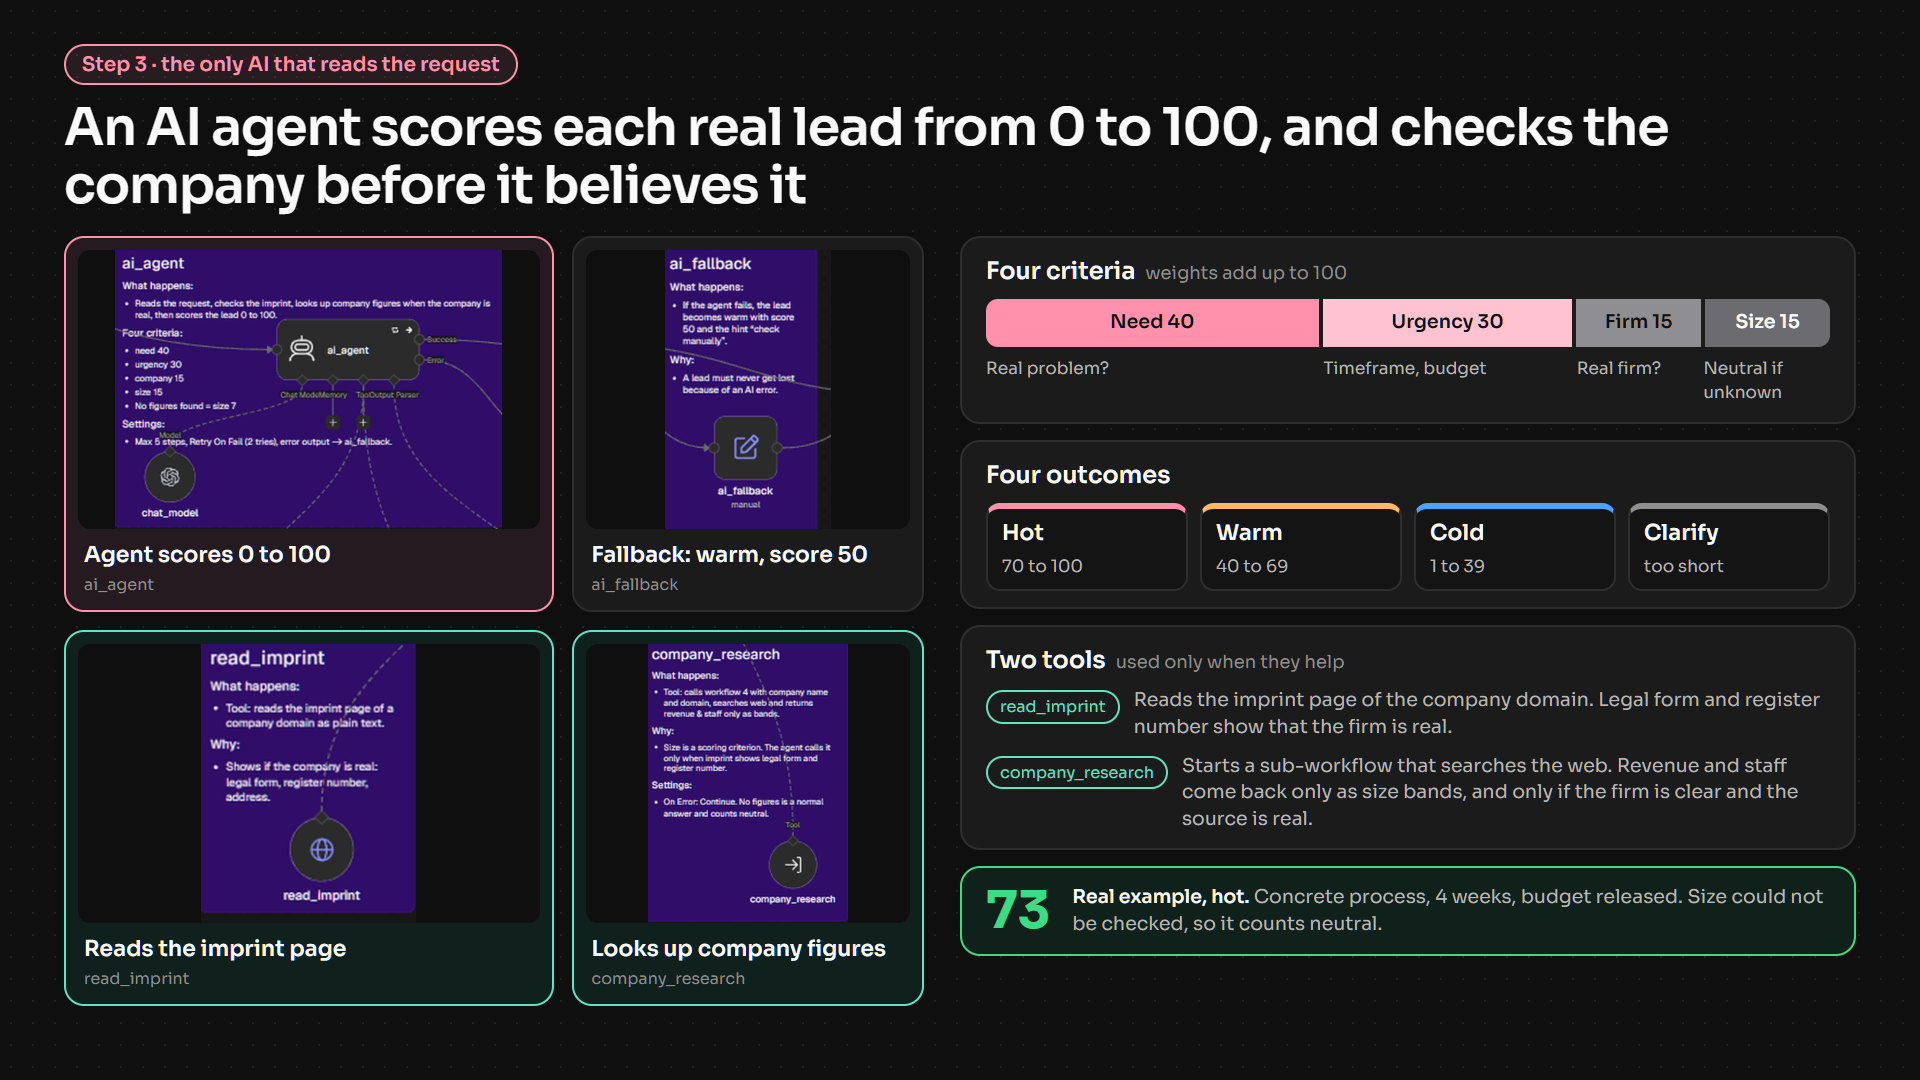 Step 3 · the only AI that reads the request
An AI agent scores each real lead from 0 to 100, and checks the
company before it believes it
ai_agent
What happens:
• Reads the request, checks the imprint, looks up company figures when the company is
real, then scores the lead 0 to 100.
Four criteria:
• need 40
• urgency 30
• company 15
• size 15
• No figures found = size 7
Settings:
• Max 5 steps, Retry On Fail (2 tries), error output → ai_fallback.
ai_agent
Success
Error
Chat Model
Memory
Tool
Output Parser
Model
chat_model
Agent scores 0 to 100
ai_agent
ai_fallback
What happens:
• If the agent fails, the lead
becomes warm with score
50 and the hint "check
manually".
Why:
• A lead must never get lost
because of an AI error.
ai_fallback
manual
Fallback: warm, score 50
ai_fallback
read_imprint
What happens:
• Tool: reads the imprint page of a
company domain as plain text.
Why:
• Shows if the company is real:
legal form, register number,
address.
read_imprint
Reads the imprint page
read_imprint
company_research
What happens:
• Tool: calls workflow 4 with company name
and domain, searches web and returns
revenue & staff only as bands.
Why:
• Size is a scoring criterion. The agent calls it
only when imprint shows legal form and
register number.
Settings:
• On Error: Continue. No figures is a normal
answer and counts neutral.
Tool
company_research
Looks up company figures
company_research
Four criteria weights add up to 100
Need 40
Urgency 30
Firm 15
Size 15
Real problem?
Timeframe, budget
Real firm?
Neutral if
unknown
Four outcomes
Hot
70 to 100
Warm
40 to 69
Cold
1 to 39
Clarify
too short
Two tools used only when they help
read_imprint
Reads the imprint page of the company domain. Legal form and register
number show that the firm is real.
company_research
Starts a sub-workflow that searches the web. Revenue and staff
come back only as size bands, and only if the firm is clear and the
source is real.
73
Real example, hot. Concrete process, 4 weeks, budget released. Size could not
be checked, so it counts neutral.